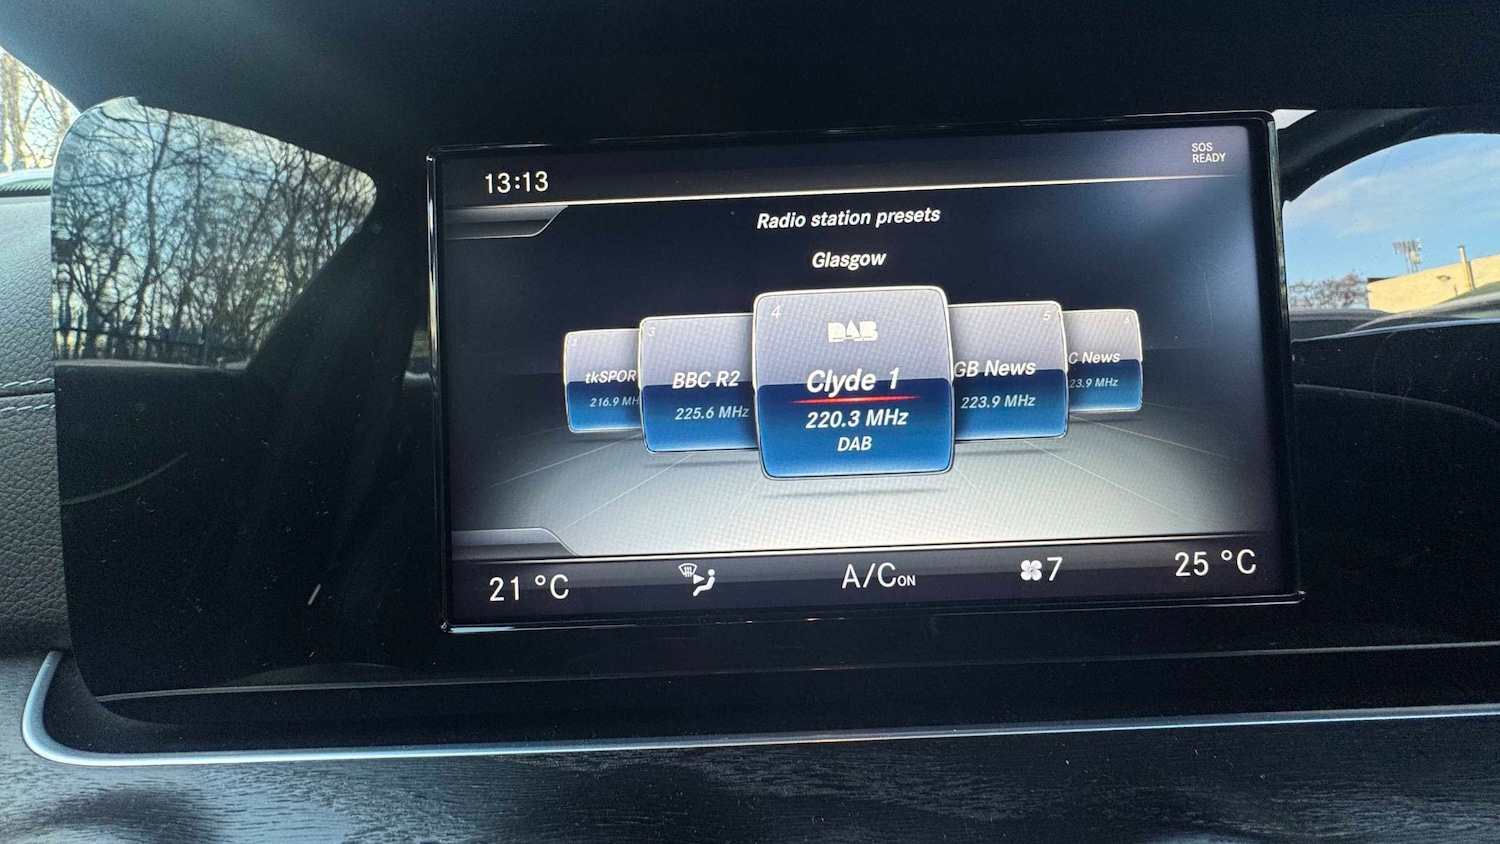 SOS
READY
13:13
Radio station presets
Glasgow
2
tkSPOR
216.9 MH
3
BBC R2
225.6 MHz
4
DAB
Clyde 1
220.3 MHz
DAB
5
GB News
223.9 MHz
C News
23.9 MHz
21 °C
A/C ON
7
25 °C